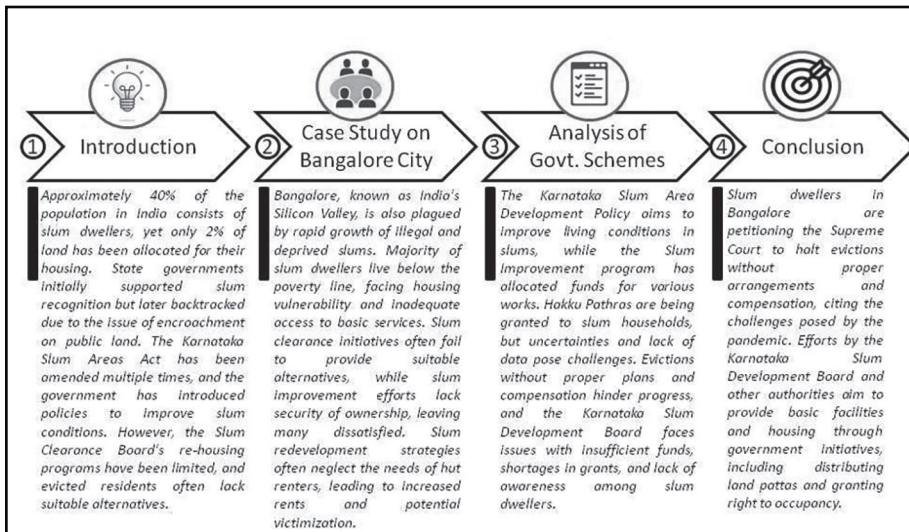 1
Introduction
Approximately 40% of the
population in India consists of
slum dwellers, yet only 2% of
land has been allocated for their
housing. State governments
initially supported slum
recognition but later backtracked
due to the issue of encroachment
on public land. The Karnataka
Slum Areas Act has been
amended multiple times, and the
government has introduced
policies to improve slum
conditions. However, the Slum
Clearance Board's re-housing
programs have been limited, and
evicted residents often lack
suitable alternatives.
2
Case Study on
Bangalore City
Bangalore, known as India's
Silicon Valley, is also plagued
by rapid growth of illegal and
deprived slums. Majority of
slum dwellers live below the
poverty line, facing housing
vulnerability and inadequate
access to basic services. Slum
clearance initiatives often fail
to provide suitable
alternatives, while slum
improvement efforts lack
security of ownership, leaving
many dissatisfied. Slum
redevelopment strategies
often neglect the needs of hut
renters, leading to increased
rents and potential
victimization.
3
Analysis of
Govt. Schemes
The Karnataka Slum Area
Development Policy aims to
improve living conditions in
slums, while the Slum
Improvement program has
allocated funds for various
works. Hakku Pathras are being
granted to slum households,
but uncertainties and lack of
data pose challenges. Evictions
without proper plans and
compensation hinder progress,
and the Karnataka Slum
Development Board faces
issues with insufficient funds,
shortages in grants, and lack of
awareness among slum
dwellers.
4
Conclusion
Slum dwellers in
Bangalore are
petitioning the Supreme
Court to halt evictions
without proper
arrangements and
compensation, citing the
challenges posed by the
pandemic. Efforts by the
Karnataka Slum
Development Board and
other authorities aim to
provide basic facilities
and housing through
government initiatives,
including distributing
land pattas and granting
right to occupancy.